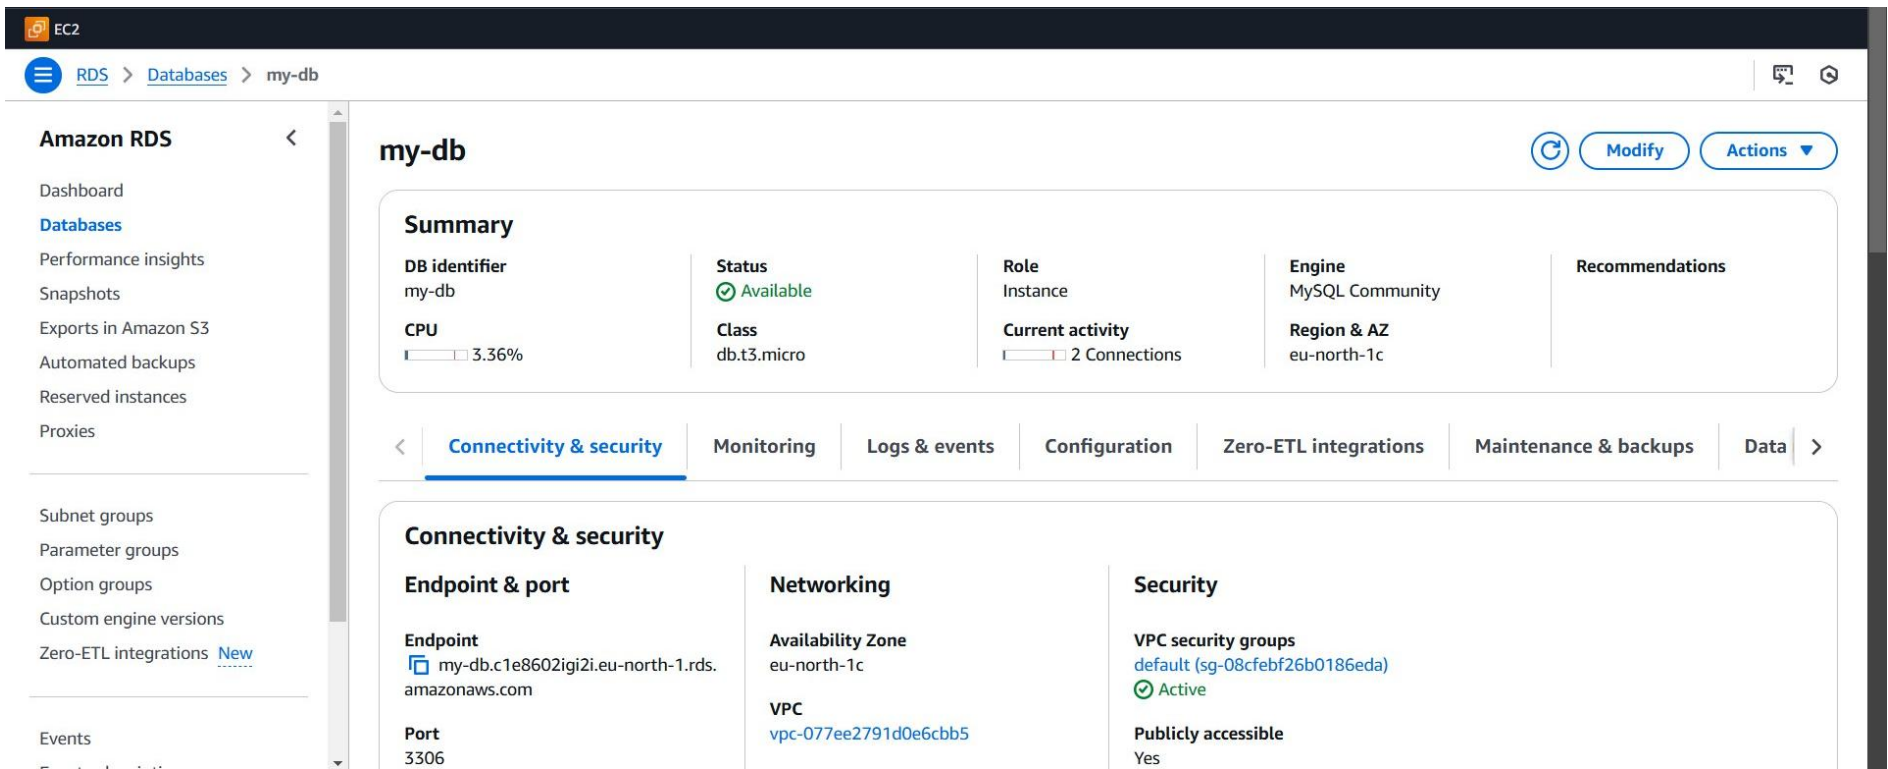 EC2
RDS > Databases > my-db
Amazon RDS
Dashboard
Databases
Performance insights
Snapshots
Exports in Amazon S3
Automated backups
Reserved instances
Proxies
Subnet groups
Parameter groups
Option groups
Custom engine versions
Zero-ETL integrations New
Events
my-db
Modify
Actions
Summary
DB identifier
my-db
Status
Available
Role
Instance
Engine
MySQL Community
Recommendations
CPU
3.36%
Class
db.t3.micro
Current activity
2 Connections
Region & AZ
eu-north-1c
Connectivity & security
Monitoring
Logs & events
Configuration
Zero-ETL integrations
Maintenance & backups
Data
Connectivity & security
Endpoint & port
Endpoint
my-db.c1e8602igi2i.eu-north-1.rds.
amazonaws.com
Port
3306
Networking
Availability Zone
eu-north-1c
VPC
vpc-077ee2791d0e6cbb5
Security
VPC security groups
default (sg-08cfebf26b0186eda)
Active
Publicly accessible
Yes